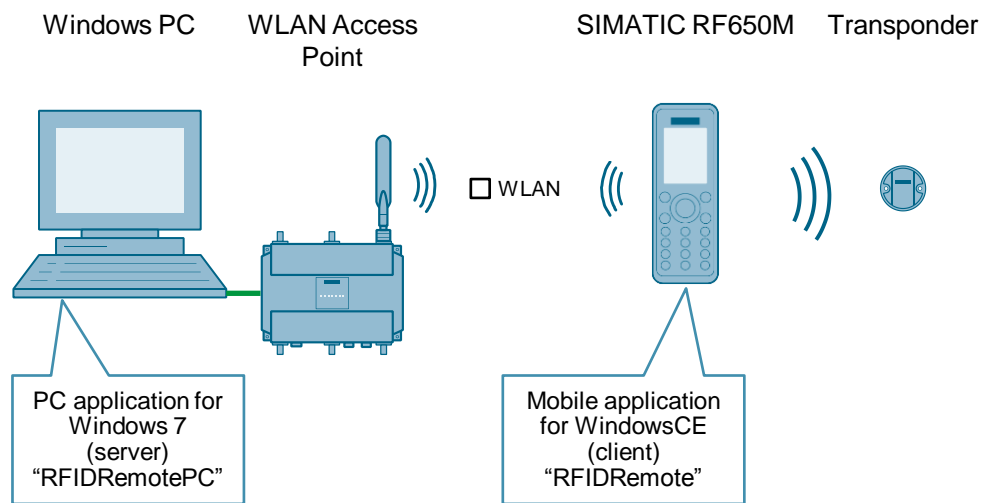 Windows PC
WLAN Access
Point
SIMATIC RF650M
Transponder
WLAN
PC application for
Windows 7
(server)
“RFIDRemotePC”
Mobile application
for WindowsCE
(client)
“RFIDRemote”